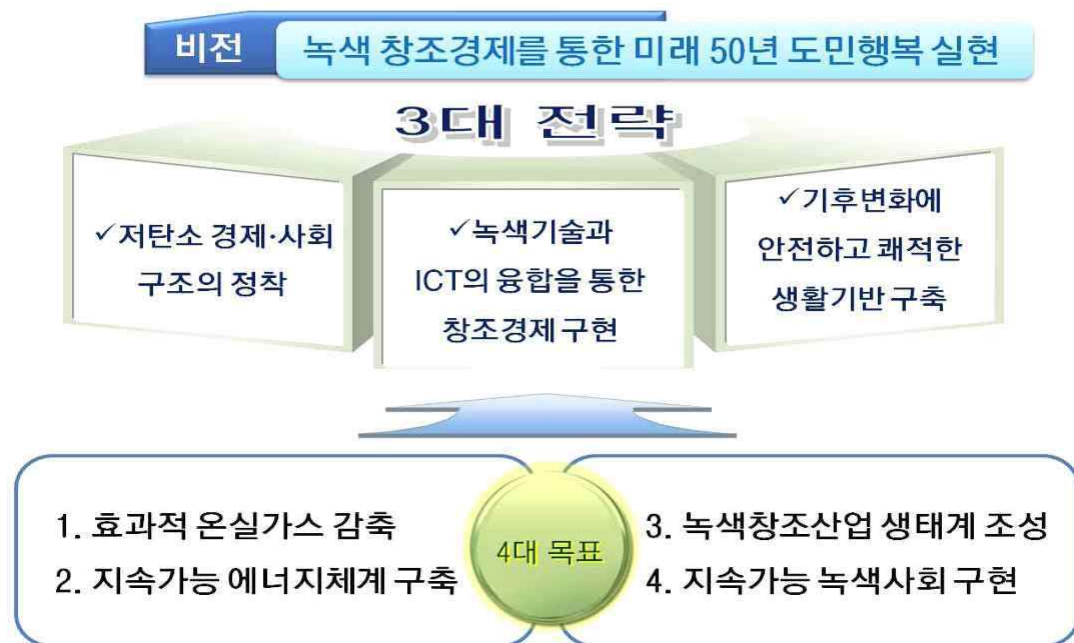 비전
녹색 창조경제를 통한 미래 50년 도민행복 실현
3대 전략
✓저탄소 경제·사회
구조의 정착
✓녹색기술과
ICT의 융합을 통한
창조경제 구현
✓기후변화에
안전하고 쾌적한
생활기반 구축
1. 효과적 온실가스 감축
2. 지속가능 에너지체계 구축
4대 목표
3. 녹색창조산업 생태계 조성
4. 지속가능 녹색사회 구현